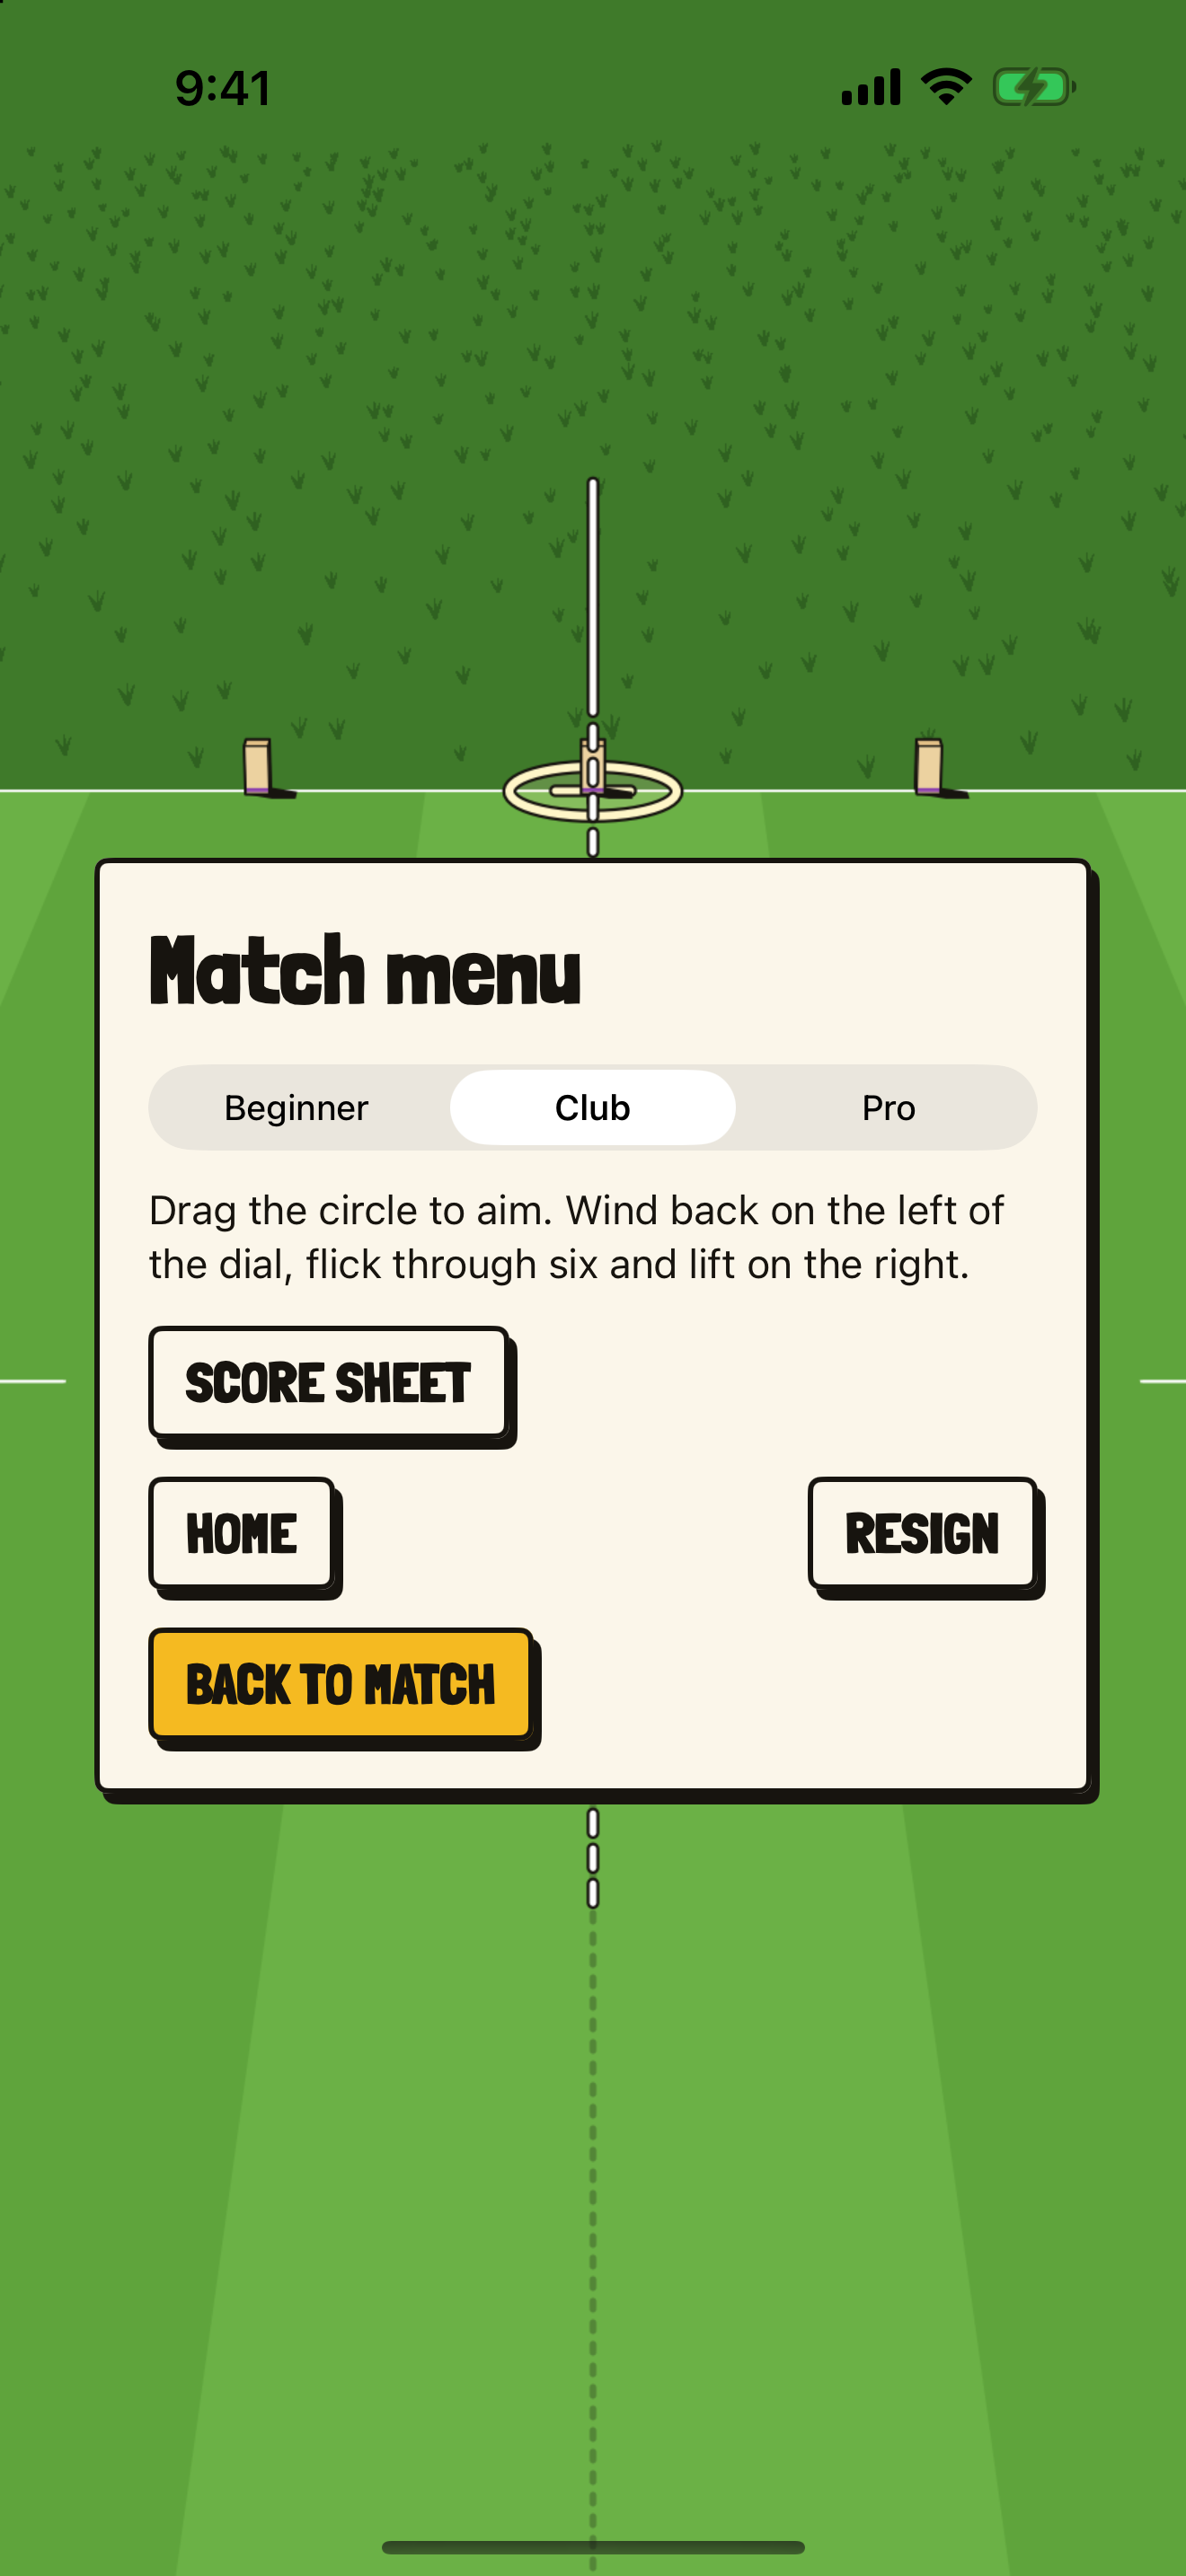 9:41
Match menu
Beginner Club Pro
Drag the circle to aim. Wind back on the left of
the dial, flick through six and lift on the right.
SCORE SHEET
HOME RESIGN
BACK TO MATCH